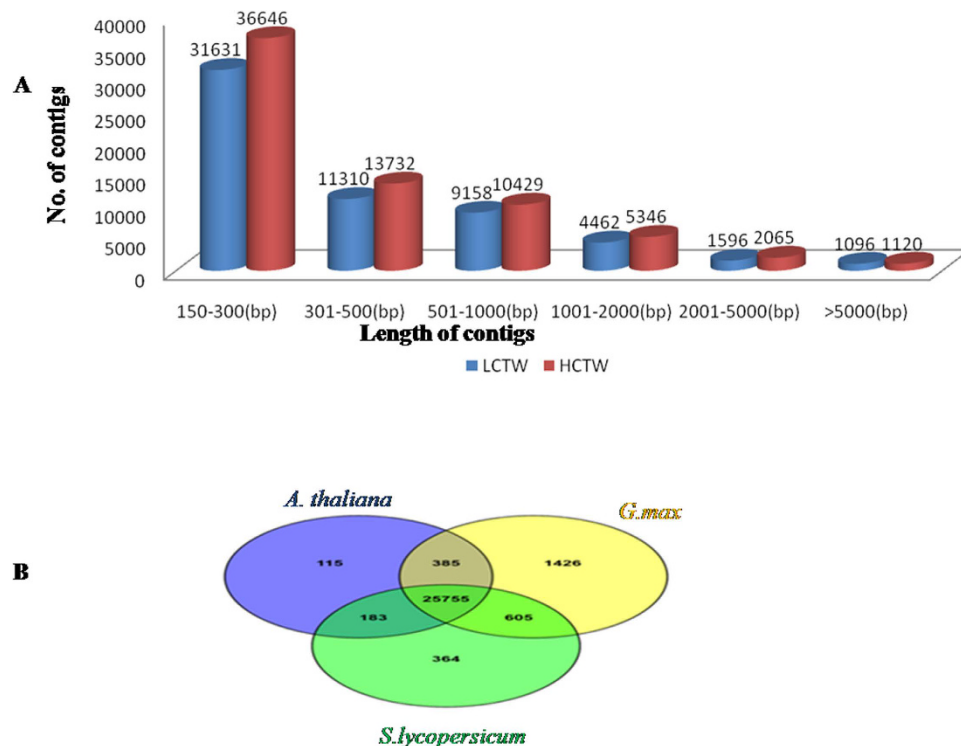 A
No. of contigs
40000
35000
30000
25000
20000
15000
10000
5000
0
31631
36646
11310
13732
9158
10429
4462
5346
1596
2065
1096
1120
150-300(bp)
301-500(bp)
501-1000(bp)
1001-2000(bp)
2001-5000(bp)
>5000(bp)
Length of contigs
LCTW
HCTW
B
A. thaliana
G.max
115
385
1426
25755
183
605
364
S.lycopersicum